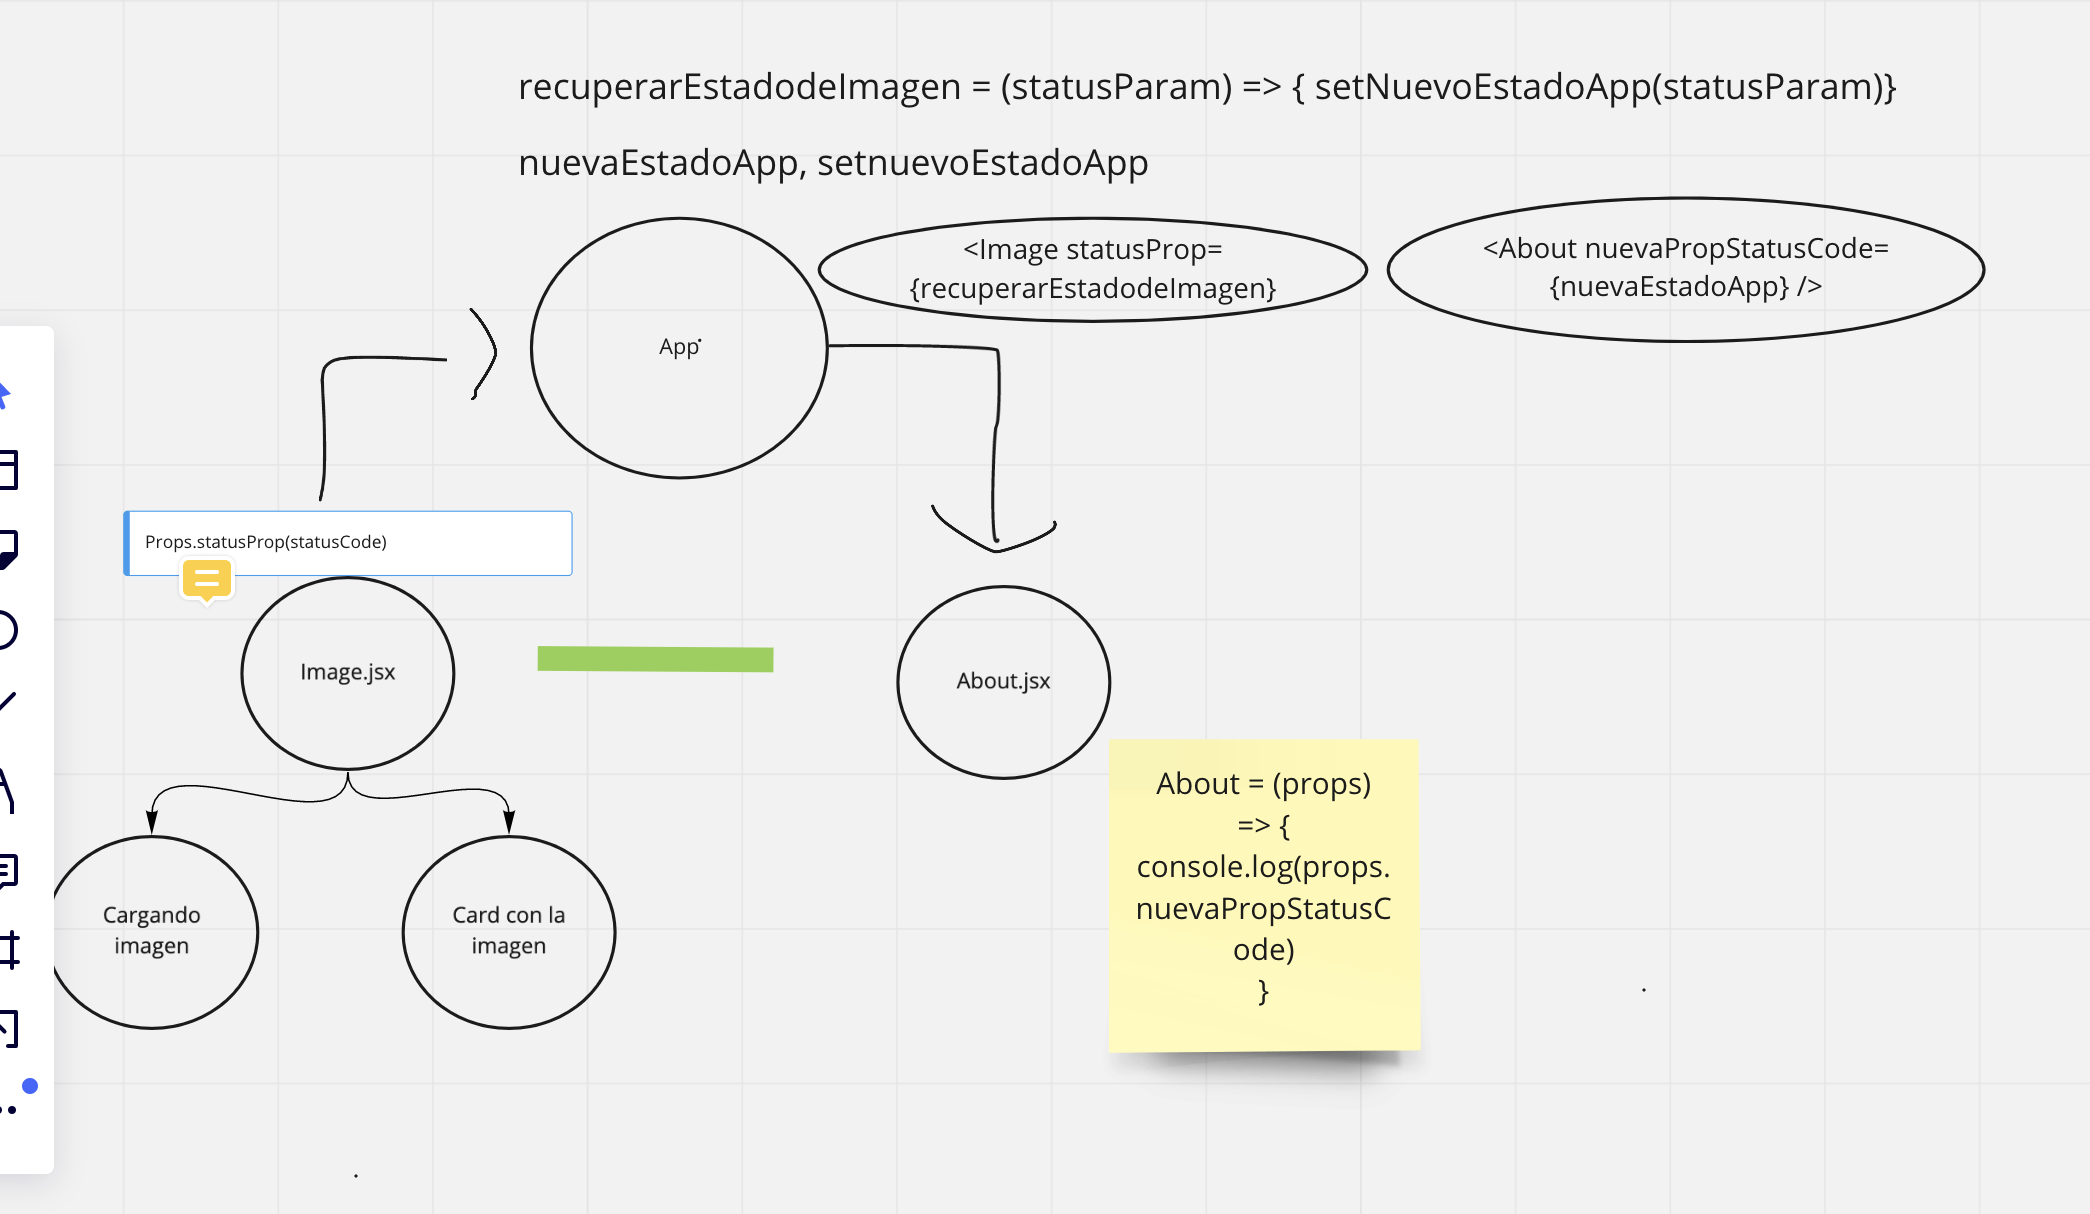 recuperarEstadodeImagen = (statusParam) => { setNuevoEstadoApp(statusParam)}
nuevaEstadoApp, setnuevoEstadoApp
<Image statusProp=
{recuperarEstadodeImagen}
<About nuevaPropStatusCode=
{nuevaEstadoApp} />
App
Props.statusProp(statusCode)
Image.jsx
About.jsx
About = (props)
=> {
console.log(props.
nuevaPropStatusC
ode)
}
Cargando
imagen
Card con la
imagen